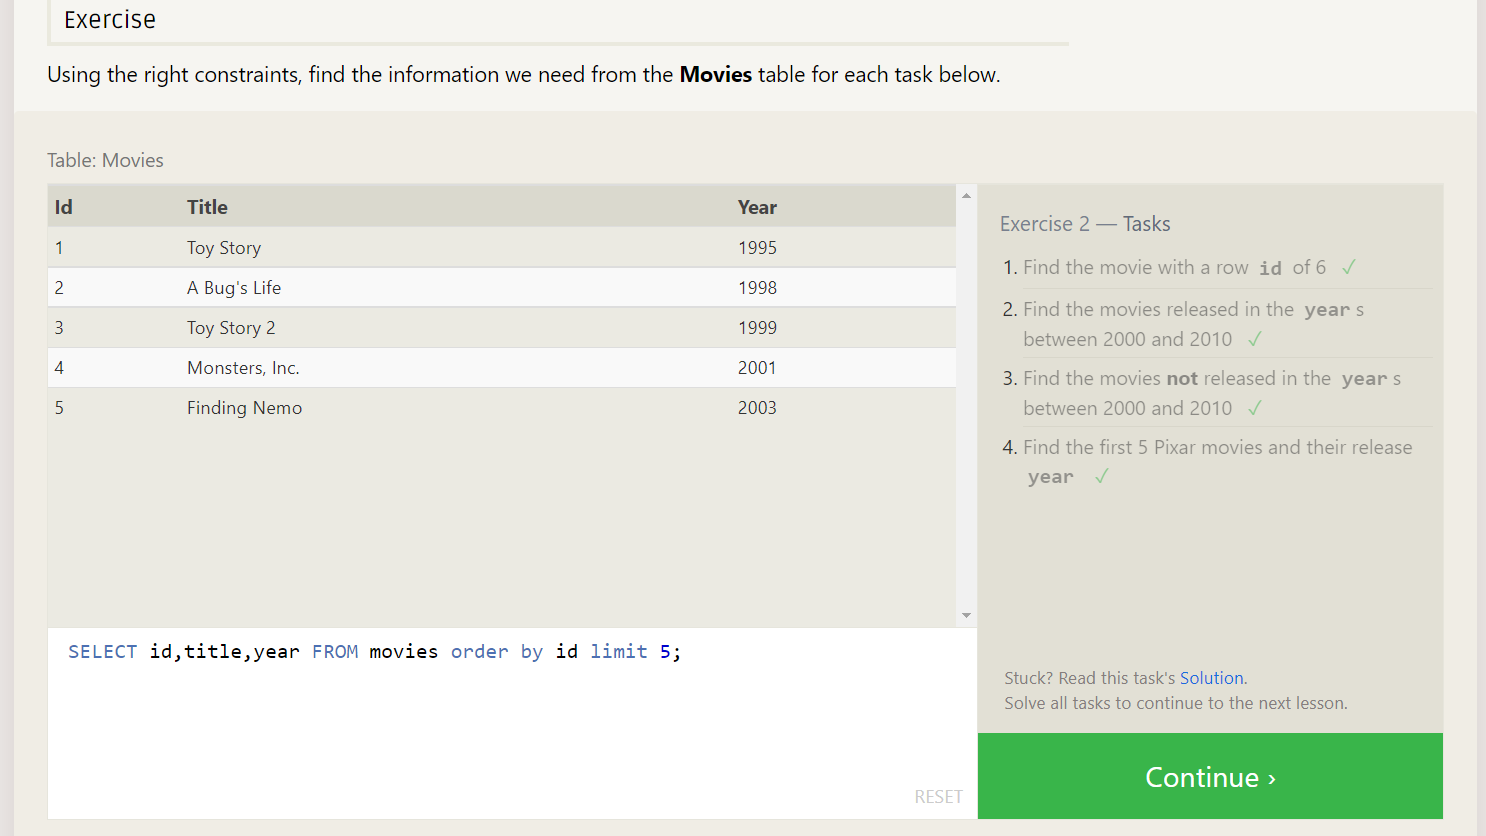 Exercise
Using the right constraints, find the information we need from the Movies table for each task below.
Table: Movies
Id Title Year
1 Toy Story 1995
2 A Bug's Life 1998
3 Toy Story 2 1999
4 Monsters, Inc. 2001
5 Finding Nemo 2003
SELECT id,title,year FROM movies order by id limit 5;
RESET
Exercise 2 — Tasks
1. Find the movie with a row id of 6 ✓
2. Find the movies released in the year s
between 2000 and 2010 ✓
3. Find the movies not released in the year s
between 2000 and 2010 ✓
4. Find the first 5 Pixar movies and their release
year ✓
Stuck? Read this task's Solution.
Solve all tasks to continue to the next lesson.
Continue ›